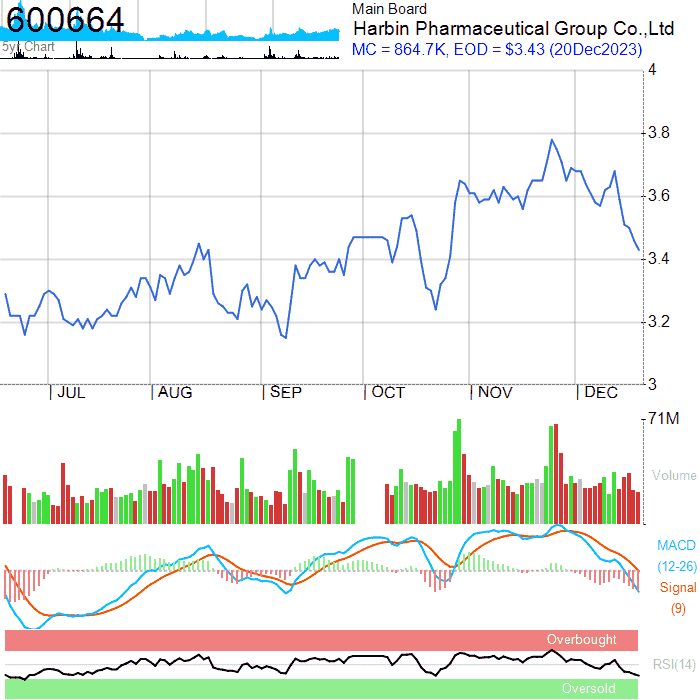 600664
5yr Chart
Main Board
Harbin Pharmaceutical Group Co.,Ltd
MC = 864.7K, EOD = $3.43 (20Dec2023)
4
3.8
3.6
3.4
3.2
3
JUL AUG SEP OCT NOV DEC
71M
Volume
MACD
(12-26)
Signal
(9)
Overbought
RSI(14)
Oversold